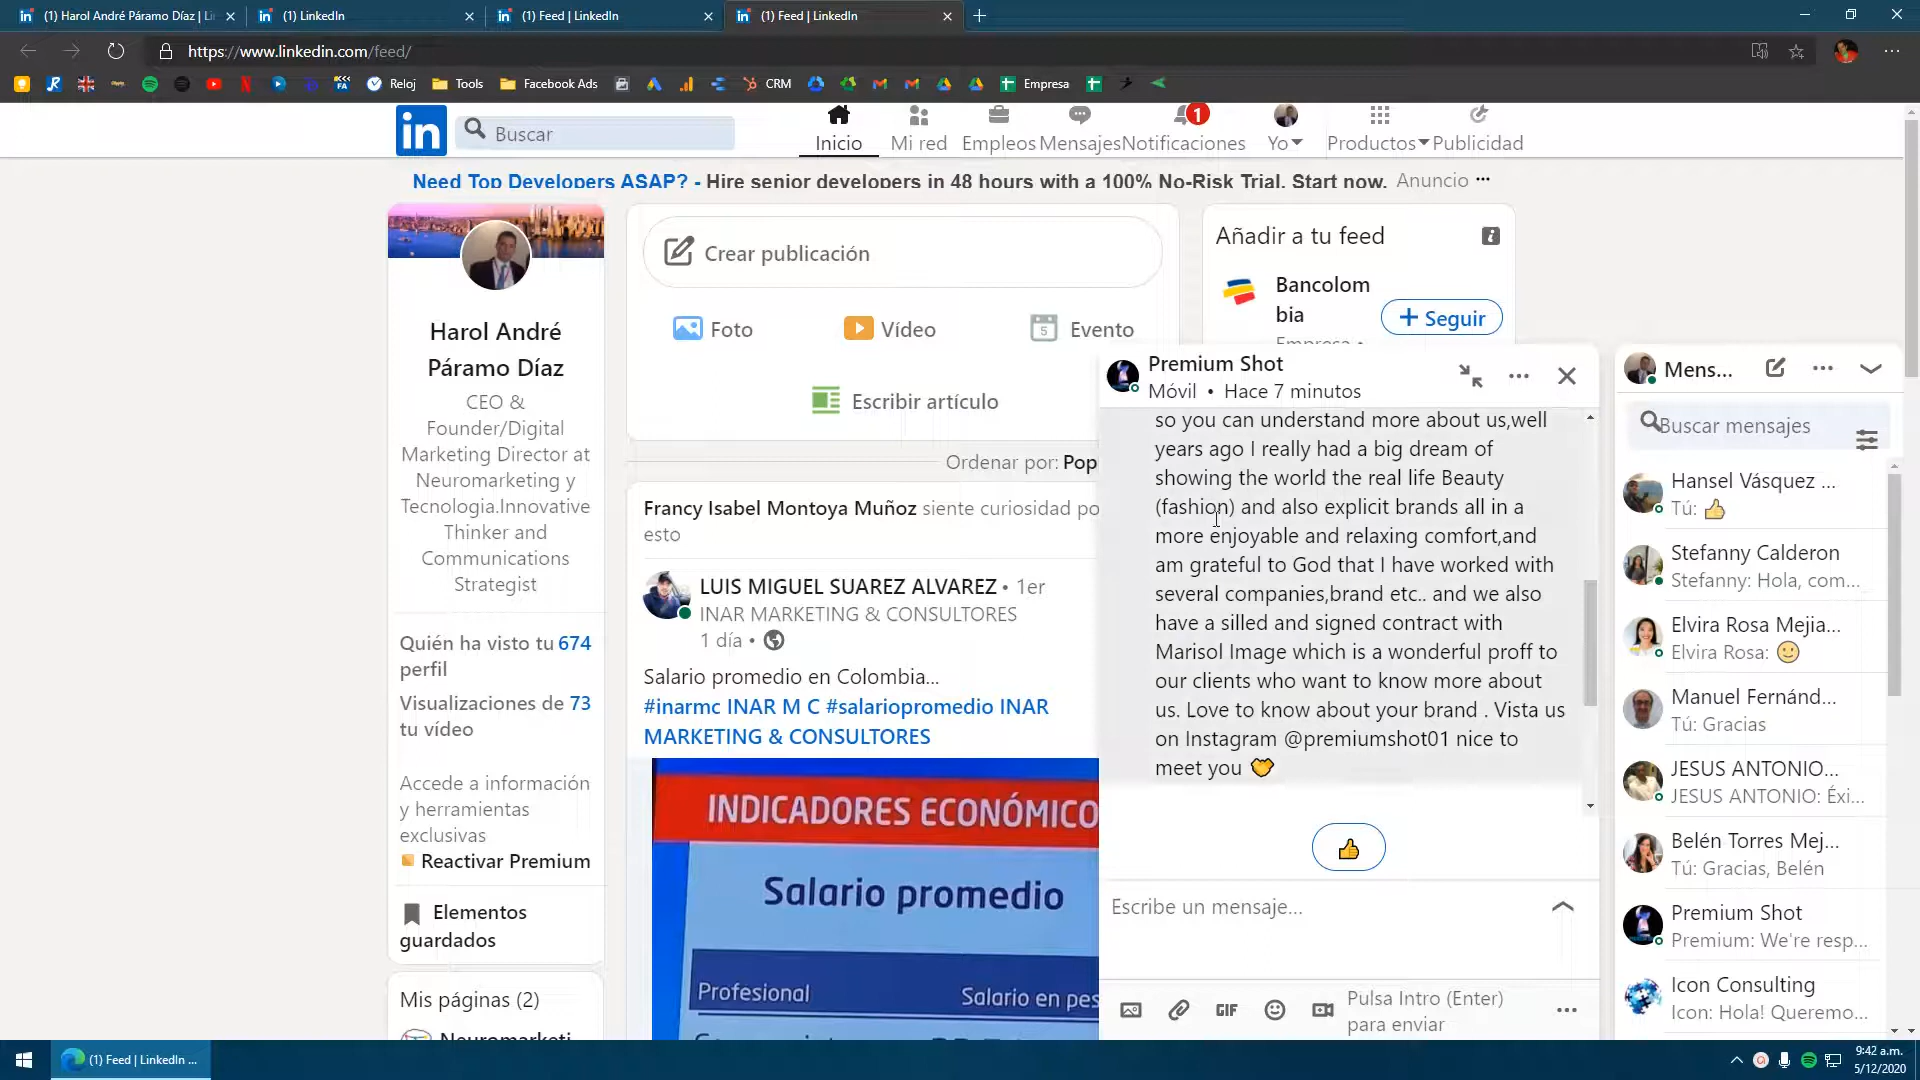 (1) Harol André Páramo Díaz | Li
(1) LinkedIn
(1) Feed | LinkedIn
(1) Feed | LinkedIn
https://www.linkedin.com/feed/
Reloj
Tools
Facebook Ads
CRM
Empresa
in
Buscar
Inicio
Mi red
Empleos
Mensajes
Notificaciones
1
Yo
Productos
Publicidad
Need Top Developers ASAP? - Hire senior developers in 48 hours with a 100% No-Risk Trial. Start now. Anuncio ···
Harol André
Páramo Díaz
CEO &
Founder/Digital
Marketing Director at
Neuromarketing y
Tecnologia.Innovative
Thinker and
Communications
Strategist
Quién ha visto tu 674
perfil
Visualizaciones de 73
tu vídeo
Accede a información
y herramientas
exclusivas
Reactivar Premium
Elementos
guardados
Mis páginas (2)
Neuromarketi
Crear publicación
Foto
Vídeo
5
Evento
Escribir artículo
Ordenar por: Pop
Francy Isabel Montoya Muñoz siente curiosidad po
esto
LUIS MIGUEL SUAREZ ALVAREZ • 1er
INAR MARKETING & CONSULTORES
1 día •
Salario promedio en Colombia...
#inarmc INAR M C #salariopromedio INAR
MARKETING & CONSULTORES
INDICADORES ECONÓMICO
Salario promedio
Profesional
Salario en pes
Añadir a tu feed
Bancolom
bia
Empresa •
+ Seguir
Premium Shot
Móvil • Hace 7 minutos
so you can understand more about us,well
years ago I really had a big dream of
showing the world the real life Beauty
(fashion) and also explicit brands all in a
more enjoyable and relaxing comfort,and
am grateful to God that I have worked with
several companies,brand etc.. and we also
have a silled and signed contract with
Marisol Image which is a wonderful proff to
our clients who want to know more about
us. Love to know about your brand . Vista us
on Instagram @premiumshot01 nice to
meet you 🤝
👍
Escribe un mensaje...
GIF
Pulsa Intro (Enter)
para enviar
Mens...
Buscar mensajes
Hansel Vásquez ...
Tú: 👍
Stefanny Calderon
Stefanny: Hola, com...
Elvira Rosa Mejia...
Elvira Rosa: 🙂
Manuel Fernánd...
Tú: Gracias
JESUS ANTONIO...
JESUS ANTONIO: Éxi...
Belén Torres Mej...
Tú: Gracias, Belén
Premium Shot
Premium: We're resp...
Icon Consulting
Icon: Hola! Queremo...
(1) Feed | LinkedIn ...
9:42 a.m.
5/12/2020